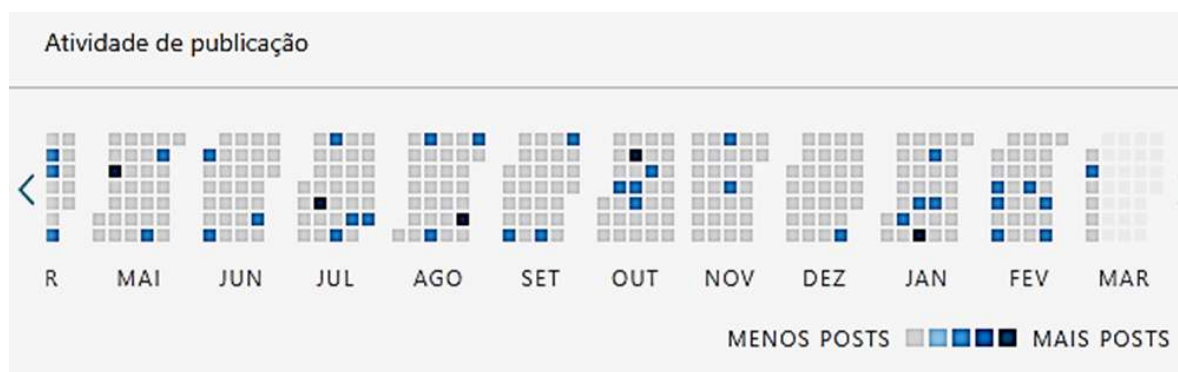 Atividade de publicação
R MAI JUN JUL AGO SET OUT NOV DEZ JAN FEV MAR
MENOS POSTS MAIS POSTS